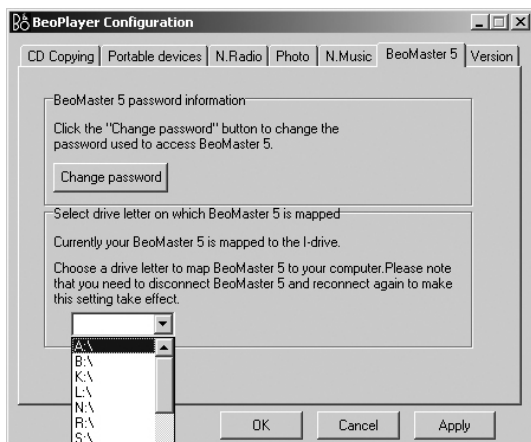 BeoPlayer Configuration
CD Copying Portable devices N.Radio Photo N.Music BeoMaster 5 Version
BeoMaster 5 password information
Click the "Change password" button to change the
password used to access BeoMaster 5.
Change password
Select drive letter on which BeoMaster 5 is mapped
Currently your BeoMaster 5 is mapped to the I-drive.
Choose a drive letter to map BeoMaster 5 to your computer.Please note
that you need to disconnect BeoMaster 5 and reconnect again to make
this setting take effect.
A:\
B:\
K:\
L:\
N:\
R:\
S:\
OK Cancel Apply